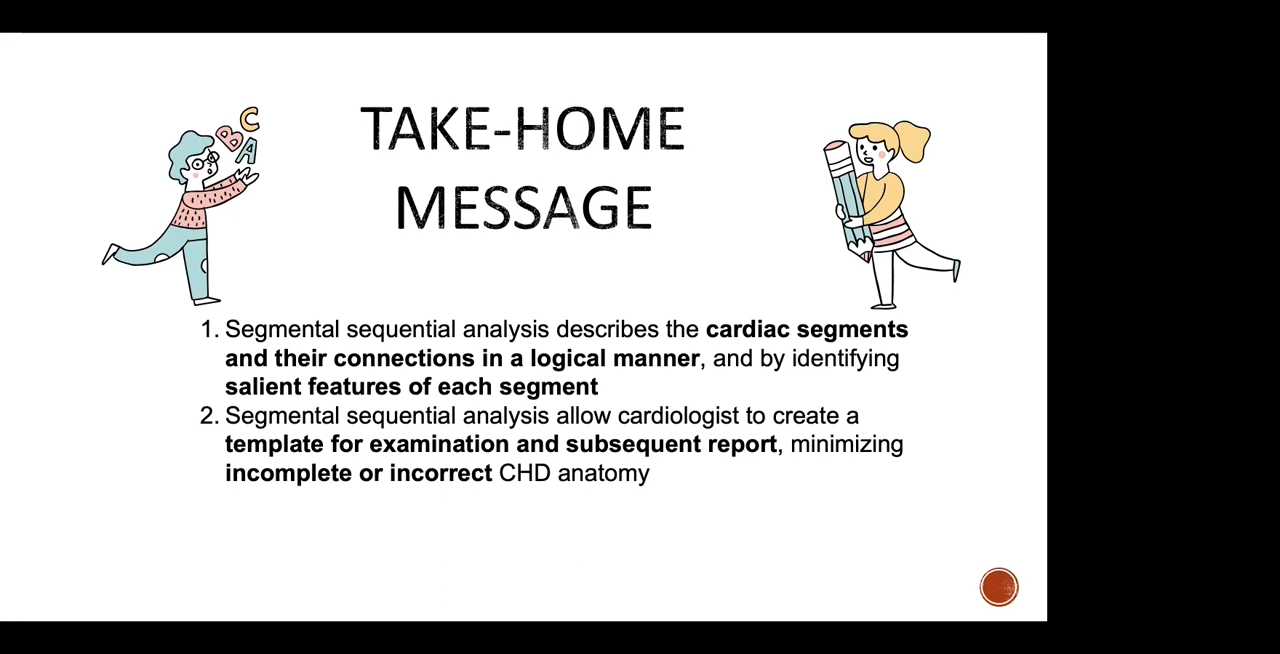 B C
A
TAKE-HOME
MESSAGE
1. Segmental sequential analysis describes the cardiac segments
and their connections in a logical manner, and by identifying
salient features of each segment
2. Segmental sequential analysis allow cardiologist to create a
template for examination and subsequent report, minimizing
incomplete or incorrect CHD anatomy